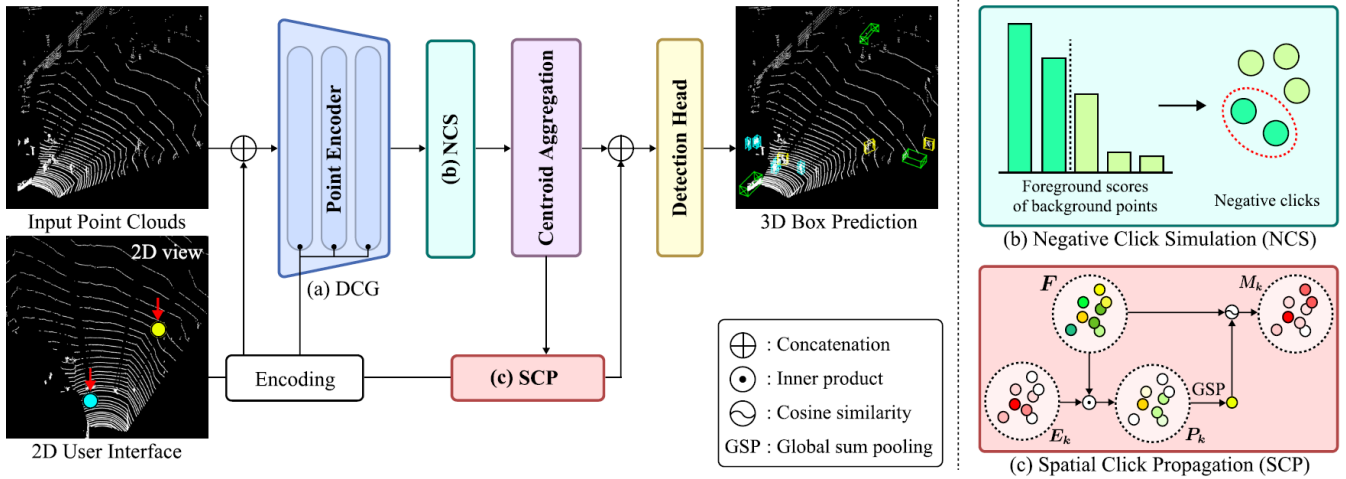 Input Point Clouds
2D view
2D User Interface
Encoding
Point Encoder
(a) DCG
(b) NCS
Centroid Aggregation
(c) SCP
Detection Head
3D Box Prediction
: Concatenation
: Inner product
: Cosine similarity
GSP : Global sum pooling
Foreground scores
of background points
Negative clicks
(b) Negative Click Simulation (NCS)
F
M_k
E_k
P_k
GSP
(c) Spatial Click Propagation (SCP)